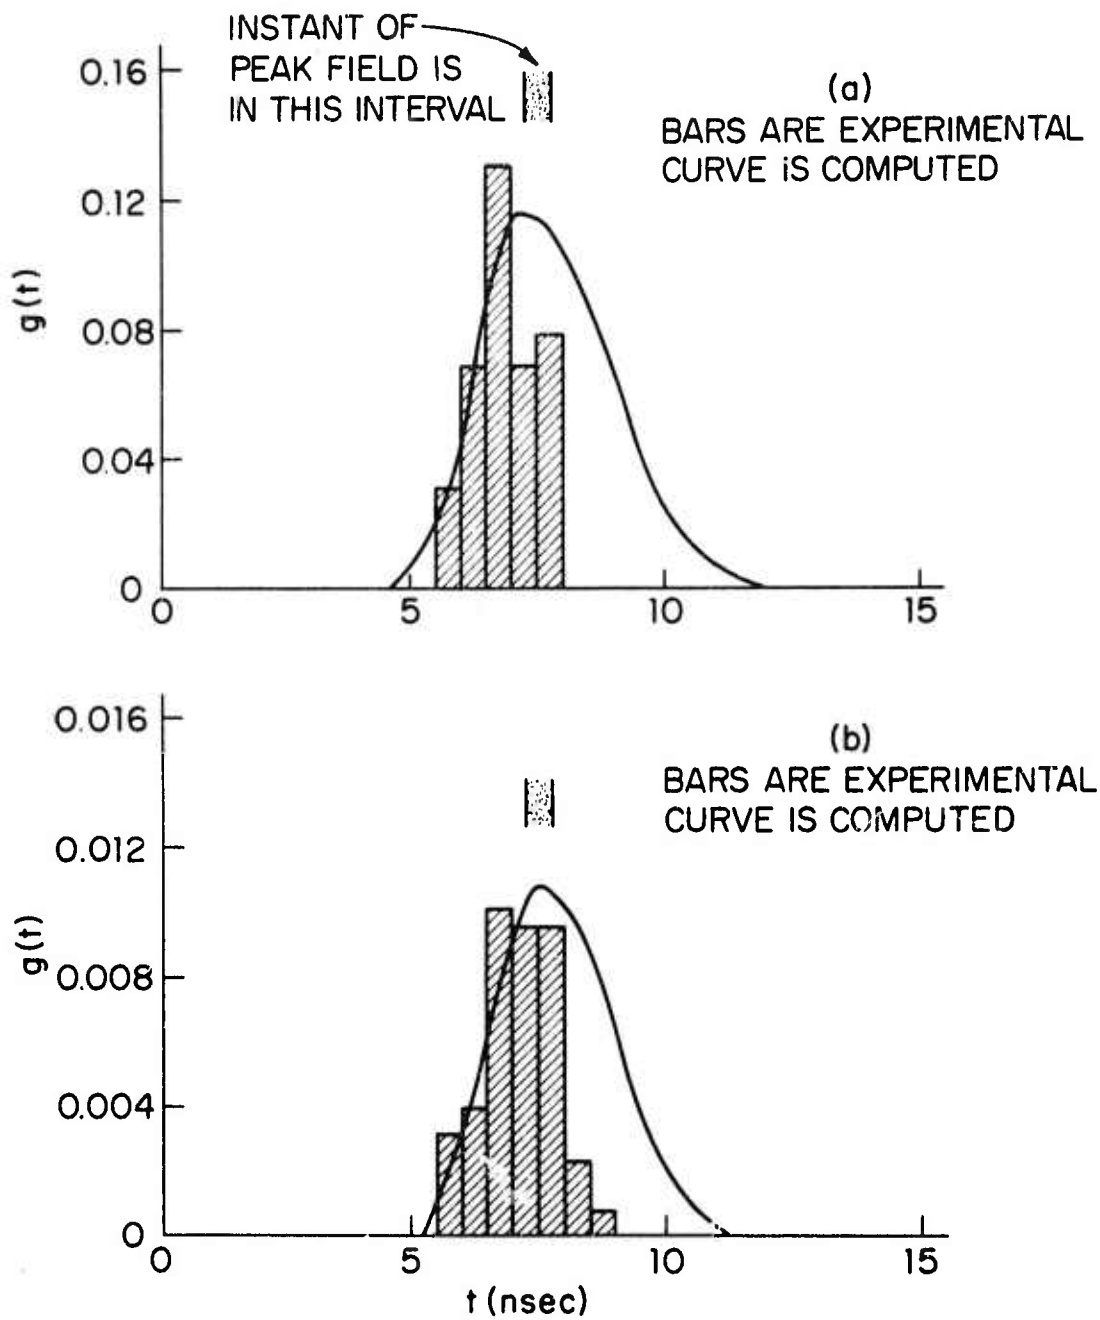 INSTANT OF
PEAK FIELD IS
IN THIS INTERVAL
(a)
BARS ARE EXPERIMENTAL
CURVE iS COMPUTED
0.16
0.12
0.08
0.04
0
g(t)
0 5 10 15
(b)
BARS ARE EXPERIMENTAL
CURVE IS COMPUTED
0.016
0.012
0.008
0.004
0
g(t)
0 5 10 15
t (nsec)